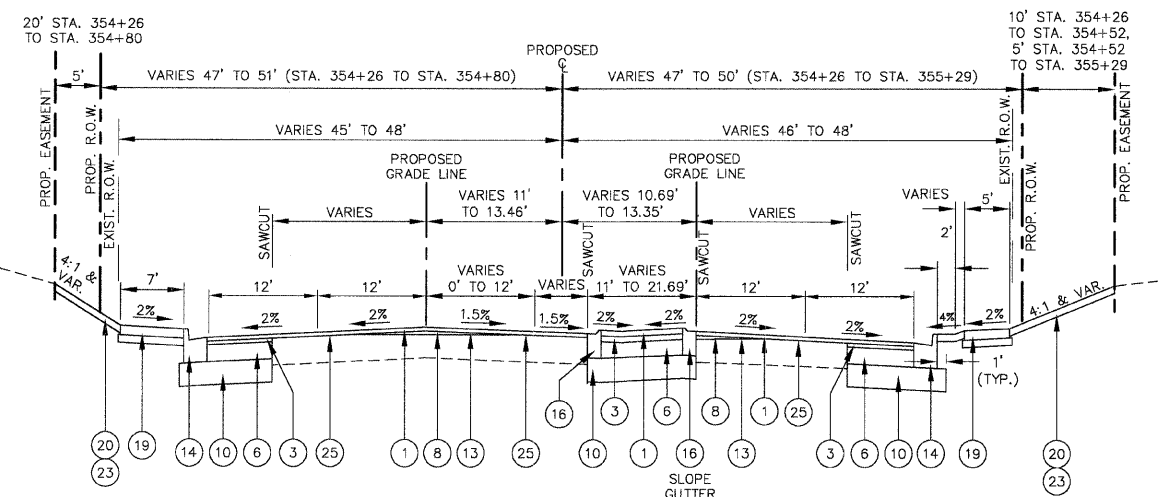 20' STA. 354+26
TO STA. 354+80
10' STA. 354+26
TO STA. 354+52,
5' STA. 354+52
TO STA. 355+29
PROPOSED
℄
5'
VARIES 47' TO 51' (STA. 354+26 TO STA. 354+80)
VARIES 47' TO 50' (STA. 354+26 TO STA. 355+29)
PROP. EASEMENT
PROP. R.O.W.
EXIST. R.O.W.
VARIES 45' TO 48'
VARIES 46' TO 48'
EXIST. R.O.W.
PROP. R.O.W.
PROP. EASEMENT
PROPOSED
GRADE LINE
PROPOSED
GRADE LINE
VARIES
VARIES 11'
TO 13.46'
VARIES 10.69'
TO 13.35'
VARIES
VARIES
5'
2'
SAWCUT
SAWCUT
SAWCUT
SAWCUT
4:1 &
VAR.
7'
12'
12'
VARIES
0' TO 12'
VARIES
VARIES
11' TO 21.69'
12'
12'
4:1 & VAR.
2%
2%
2%
1.5%
1.5%
2%
2%
2%
2%
4%
2%
1'
(TYP.)
16
3
6
8
1
25
20
23
19
14
10
6
3
25
1
8
13
25
10
1
16
13
3
6
10
14
19
20
23
SLOPE
GUTTER